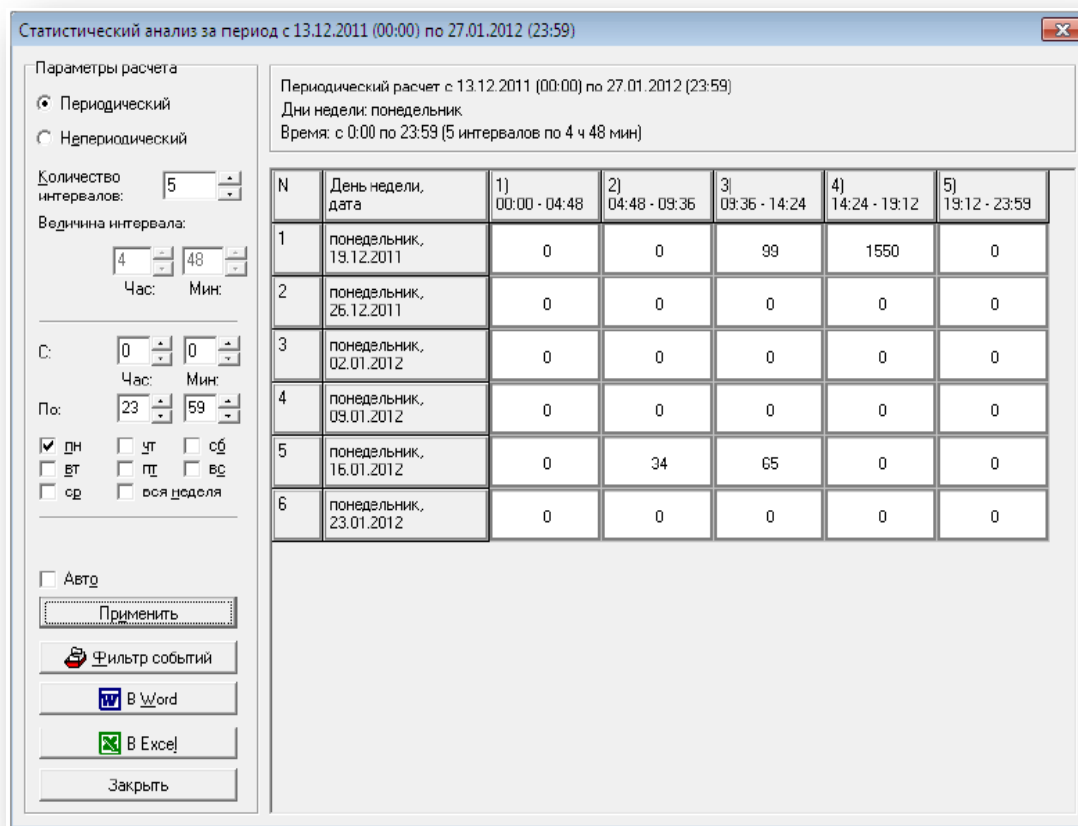 Статистический анализ за период с 13.12.2011 (00:00) по 27.01.2012 (23:59)
Параметры расчета
Периодический
Непериодический
Количество
интервалов:
5
Величина интервала:
4
48
Час:
Мин:
С:
0
0
Час:
Мин:
По:
23
59
пн
чт
сб
вт
пт
вс
ср
вся неделя
Авто
Применить
Фильтр событий
В Word
В Excel
Закрыть
Периодический расчет с 13.12.2011 (00:00) по 27.01.2012 (23:59)
Дни недели: понедельник
Время: с 0:00 по 23:59 (5 интервалов по 4 ч 48 мин)
N
День недели,
дата
1)
00:00 - 04:48
2)
04:48 - 09:36
3)
09:36 - 14:24
4)
14:24 - 19:12
5)
19:12 - 23:59
1
понедельник,
19.12.2011
0
0
99
1550
0
2
понедельник,
26.12.2011
0
0
0
0
0
3
понедельник,
02.01.2012
0
0
0
0
0
4
понедельник,
09.01.2012
0
0
0
0
0
5
понедельник,
16.01.2012
0
34
65
0
0
6
понедельник,
23.01.2012
0
0
0
0
0